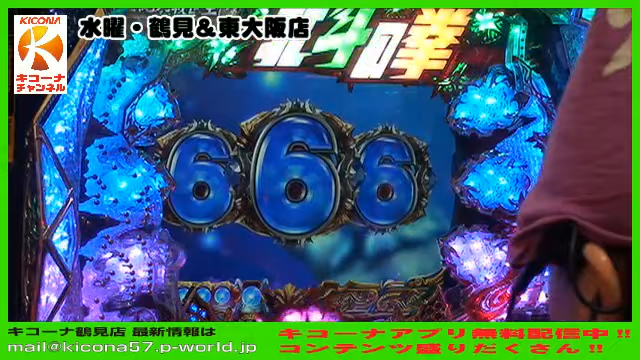 KICONA
キコーナ
チャンネル
水曜・鶴見&東大阪店
666
キコーナ鶴見店 最新情報は
mail@kicona57.p-world.jp
キコーナアプリ無料配信中!!
コンテンツ盛りだくさん!!